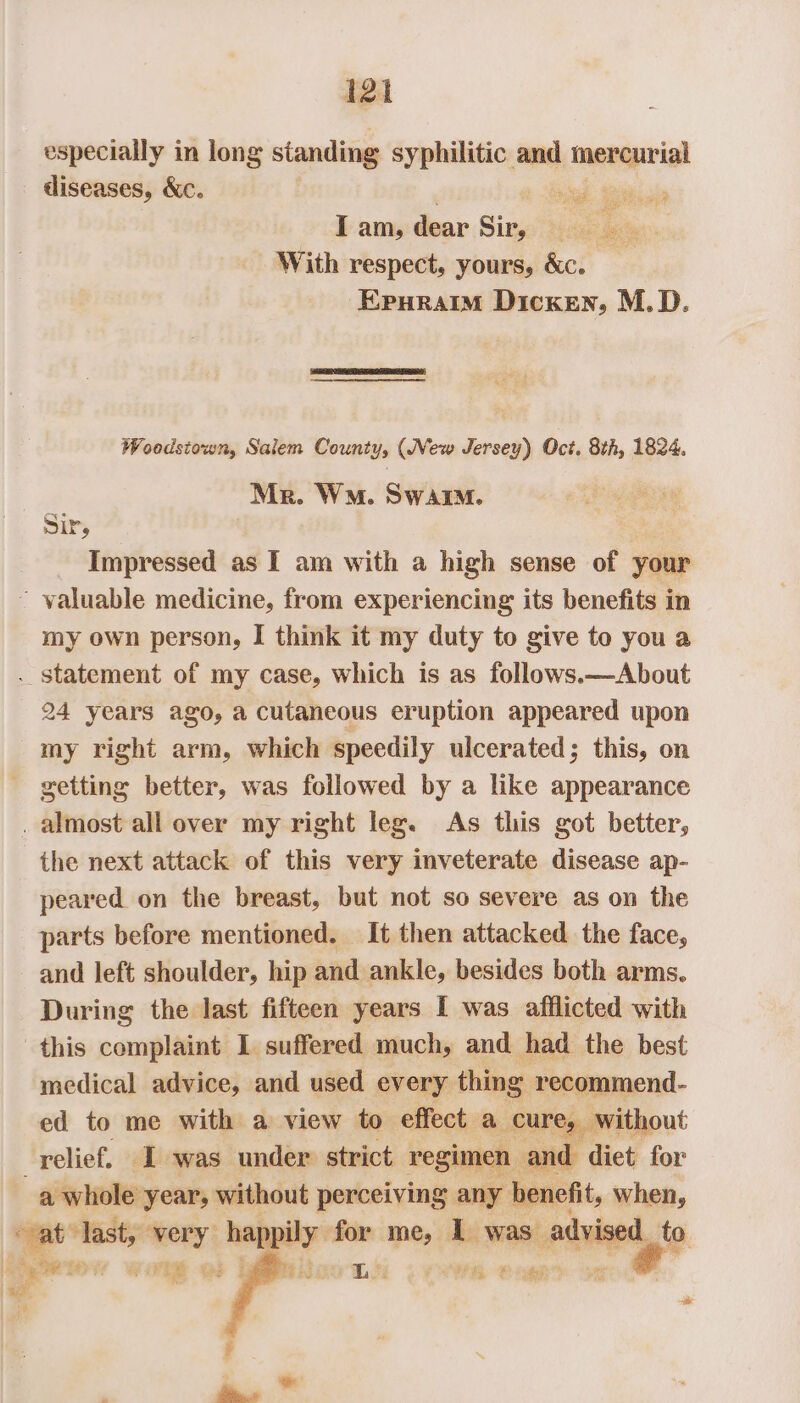 121
especially in long standing syphilitic and mercurial
diseases, &c.
I am, dear Sir,
With respect, yours, &c.
Ephraim Dicken, M.D.
Woodstown, Salem County, (New Jersey) Oct. 8th, 1824.
Mr. Wm. Swaim.
Sir,
Impressed as I am with a high sense of your
valuable medicine, from experiencing its benefits in
my own person, I think it my duty to give to you a
statement of my case, which is as follows.—About
24 years ago, a cutaneous eruption appeared upon
my right arm, which speedily ulcerated; this, on
getting better, was followed by a like appearance
almost all over my right leg. As this got better,
the next attack of this very inveterate disease ap-
peared on the breast, but not so severe as on the
parts before mentioned. It then attacked the face,
and left shoulder, hip and ankle, besides both arms.
During the last fifteen years I was afflicted with
this complaint I suffered much, and had the best
medical advice, and used every thing recommend-
ed to me with a view to effect a cure, without
relief. I was under strict regimen and diet for
a whole year, without perceiving any benefit, when,
at last, very happily for me, I was advised to
L